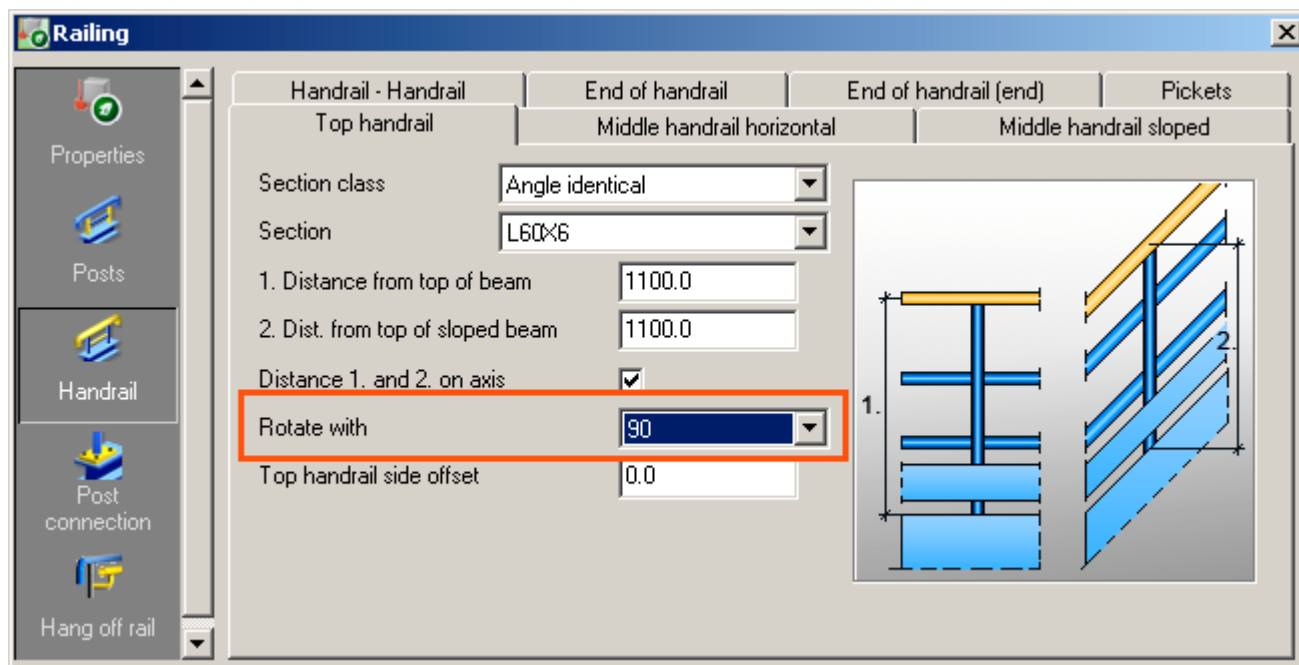 Railing
Properties
Posts
Handrail
Post
connection
Hang off rail
Handrail - Handrail
End of handrail
End of handrail (end)
Pickets
Top handrail
Middle handrail horizontal
Middle handrail sloped
Section class
Angle identical
Section
L60X6
1. Distance from top of beam
1100.0
2. Dist. from top of sloped beam
1100.0
Distance 1. and 2. on axis
Rotate with
90
Top handrail side offset
0.0
1.
2.